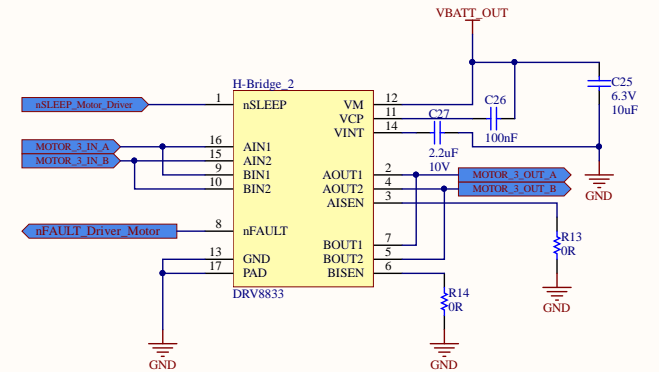 VBATT_OUT
H-Bridge_2
nSLEEP_Motor_Driver 1 nSLEEP VM 12
C25
6.3V
10uF
VCP 11 C27 C26
VINT 14 100nF
2.2uF
10V
MOTOR_3_IN_A 16 AIN1
MOTOR_3_IN_B 15 AIN2
9 BIN1 AOUT1 2 MOTOR_3_OUT_A
10 BIN2 AOUT2 4 MOTOR_3_OUT_B
AISEN 3
GND
nFAULT_Driver_Motor 8 nFAULT
R13
0R
BOUT1 7
13 GND BOUT2 5
17 PAD BISEN 6
DRV8833
R14
0R
GND
GND
GND